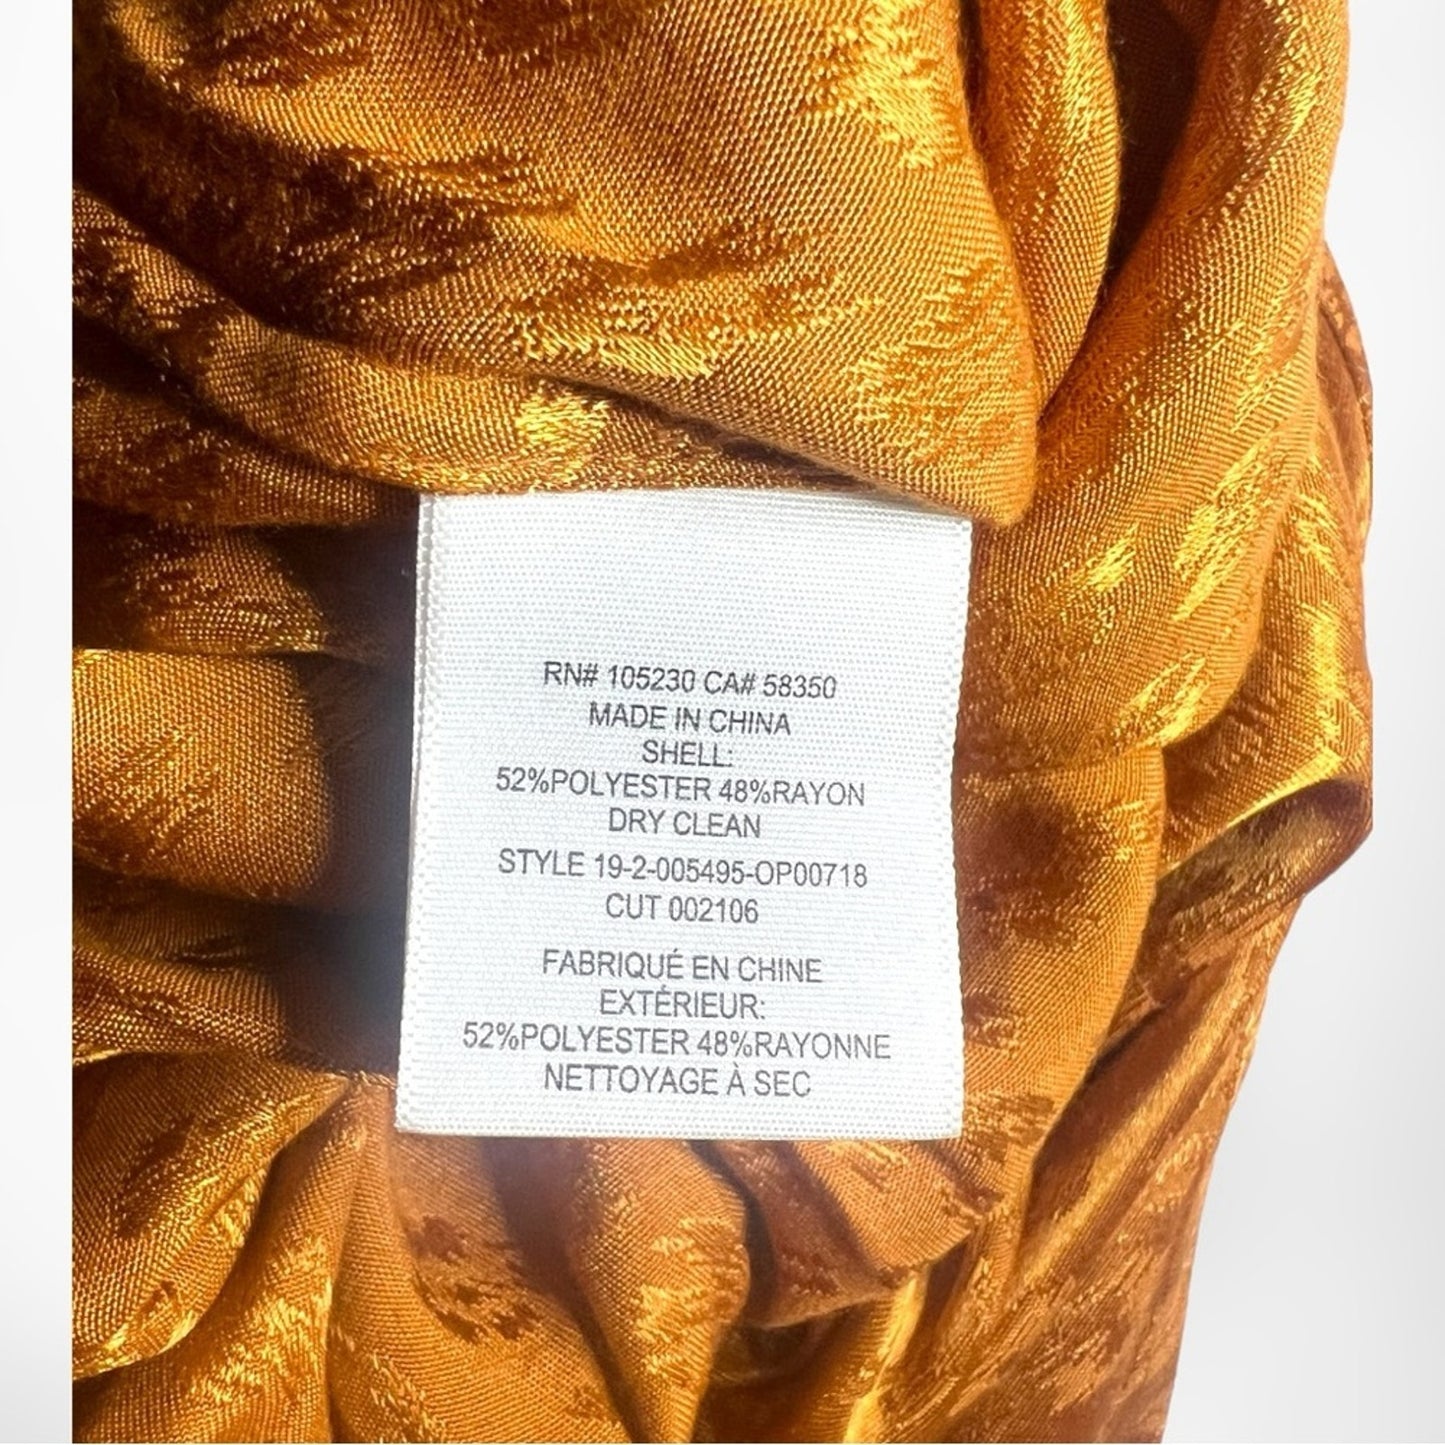 RN# 105230 CA# 58350
MADE IN CHINA
SHELL:
52%POLYESTER 48%RAYON
DRY CLEAN
STYLE 19-2-005495-OP00718
CUT 002106
FABRIQUÉ EN CHINE
EXTÉRIEUR:
52%POLYESTER 48%RAYONNE
NETTOYAGE À SEC